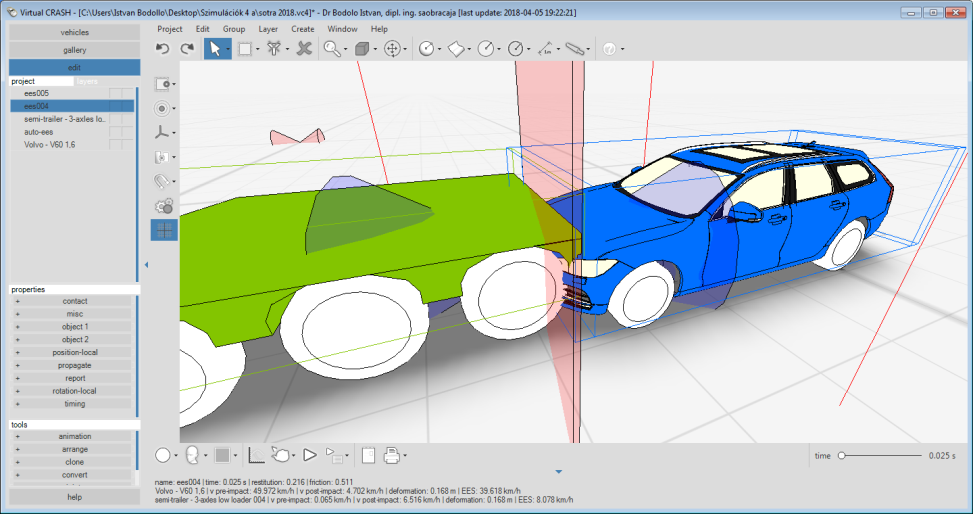 Virtual CRASH - [C:\Users\Istvan Bodollo\Desktop\Szimulációk 4 a\sotra 2018.vc4]* - Dr Bodolo Istvan, dipl. ing. saobracaja [last update: 2018-04-05 19:22:21]
vehicles
Project Edit Group Layer Create Window Help
gallery
edit
project layers
ees005
ees004
semi-trailer - 3-axles lo..
auto-ees
Volvo - V60 1,6
properties
+ contact
+ misc
+ object 1
+ object 2
+ position-local
+ propagate
+ report
+ rotation-local
+ timing
tools
+ animation
+ arrange
+ clone
+ convert
help
time 0.025 s
name: ees004 | time: 0.025 s | restitution: 0.216 | friction: 0.511
Volvo - V60 1,6 | v pre-impact: 49.972 km/h | v post-impact: 4.702 km/h | deformation: 0.168 m | EES: 39.618 km/h
semi-trailer - 3-axles low loader 004 | v pre-impact: 0.065 km/h | v post-impact: 6.516 km/h | deformation: 0.168 m | EES: 8.078 km/h